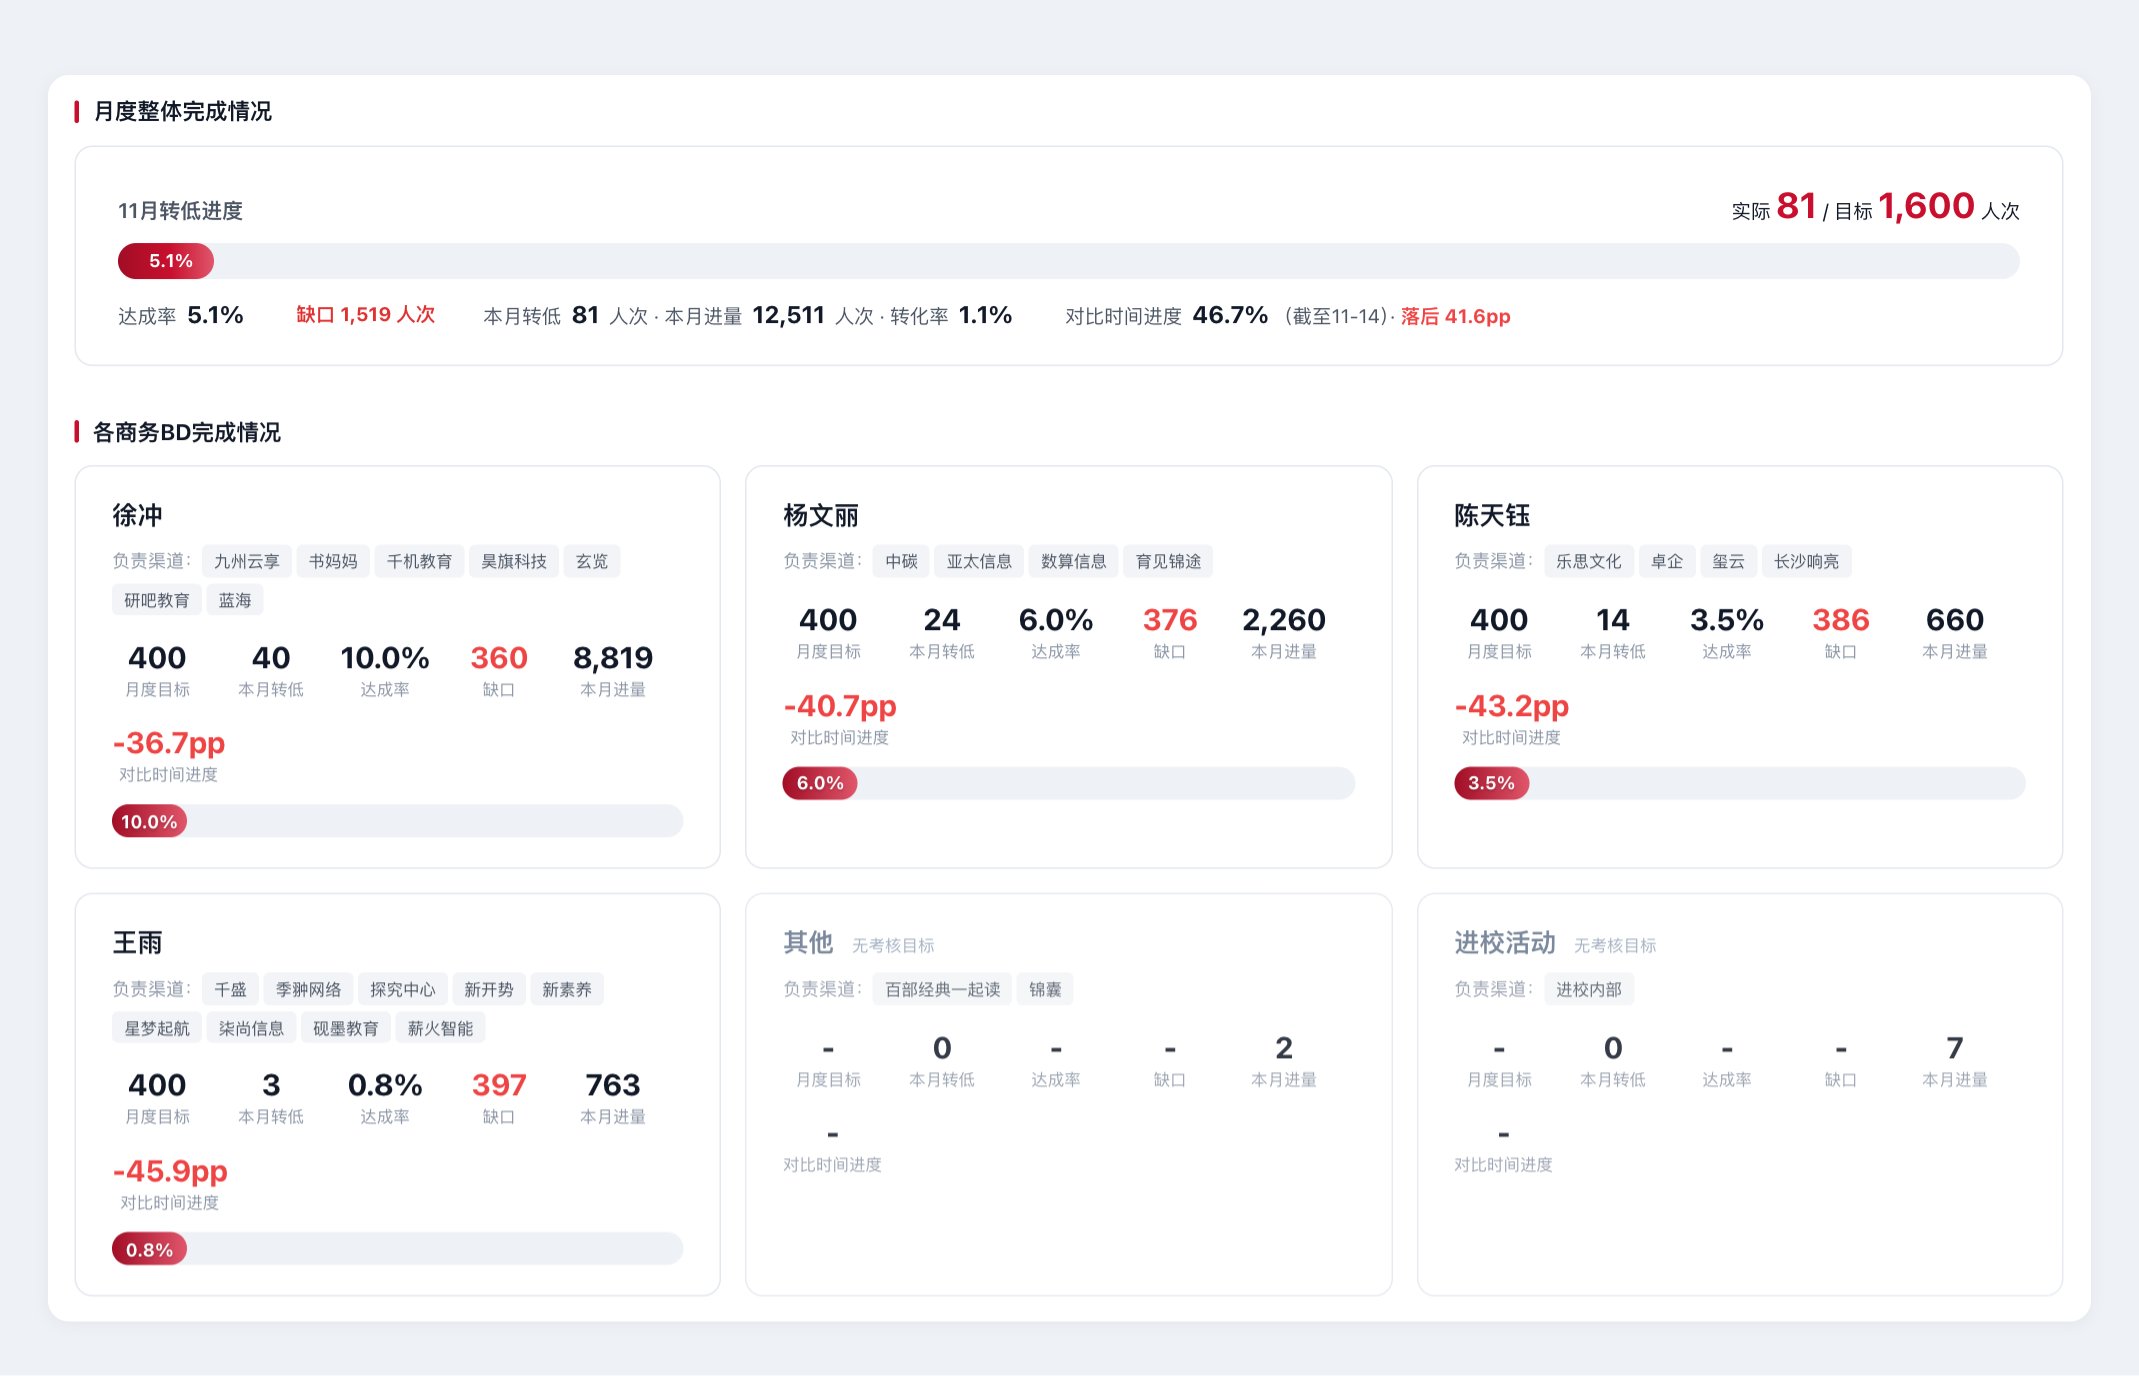 月度整体完成情况
11月转低进度
实际 81 / 目标 1,600 人次
5.1%
达成率 5.1% 缺口 1,519 人次 本月转低 81 人次 · 本月进量 12,511 人次 · 转化率 1.1% 对比时间进度 46.7% （截至11-14）· 落后 41.6pp
各商务BD完成情况
徐冲
负责渠道： 九州云享 书妈妈 千机教育 昊旗科技 玄览
研吧教育 蓝海
400 40 10.0% 360 8,819
月度目标 本月转低 达成率 缺口 本月进量
-36.7pp
对比时间进度
10.0%
杨文丽
负责渠道： 中碳 亚太信息 数算信息 育见锦途
400 24 6.0% 376 2,260
月度目标 本月转低 达成率 缺口 本月进量
-40.7pp
对比时间进度
6.0%
陈天钰
负责渠道： 乐思文化 卓企 玺云 长沙响亮
400 14 3.5% 386 660
月度目标 本月转低 达成率 缺口 本月进量
-43.2pp
对比时间进度
3.5%
王雨
负责渠道： 千盛 季翀网络 探究中心 新开势 新素养
星梦起航 柒尚信息 砚墨教育 薪火智能
400 3 0.8% 397 763
月度目标 本月转低 达成率 缺口 本月进量
-45.9pp
对比时间进度
0.8%
其他 无考核目标
负责渠道： 百部经典一起读 锦囊
- 0 - - 2
月度目标 本月转低 达成率 缺口 本月进量
-
对比时间进度
进校活动 无考核目标
负责渠道： 进校内部
- 0 - - 7
月度目标 本月转低 达成率 缺口 本月进量
-
对比时间进度